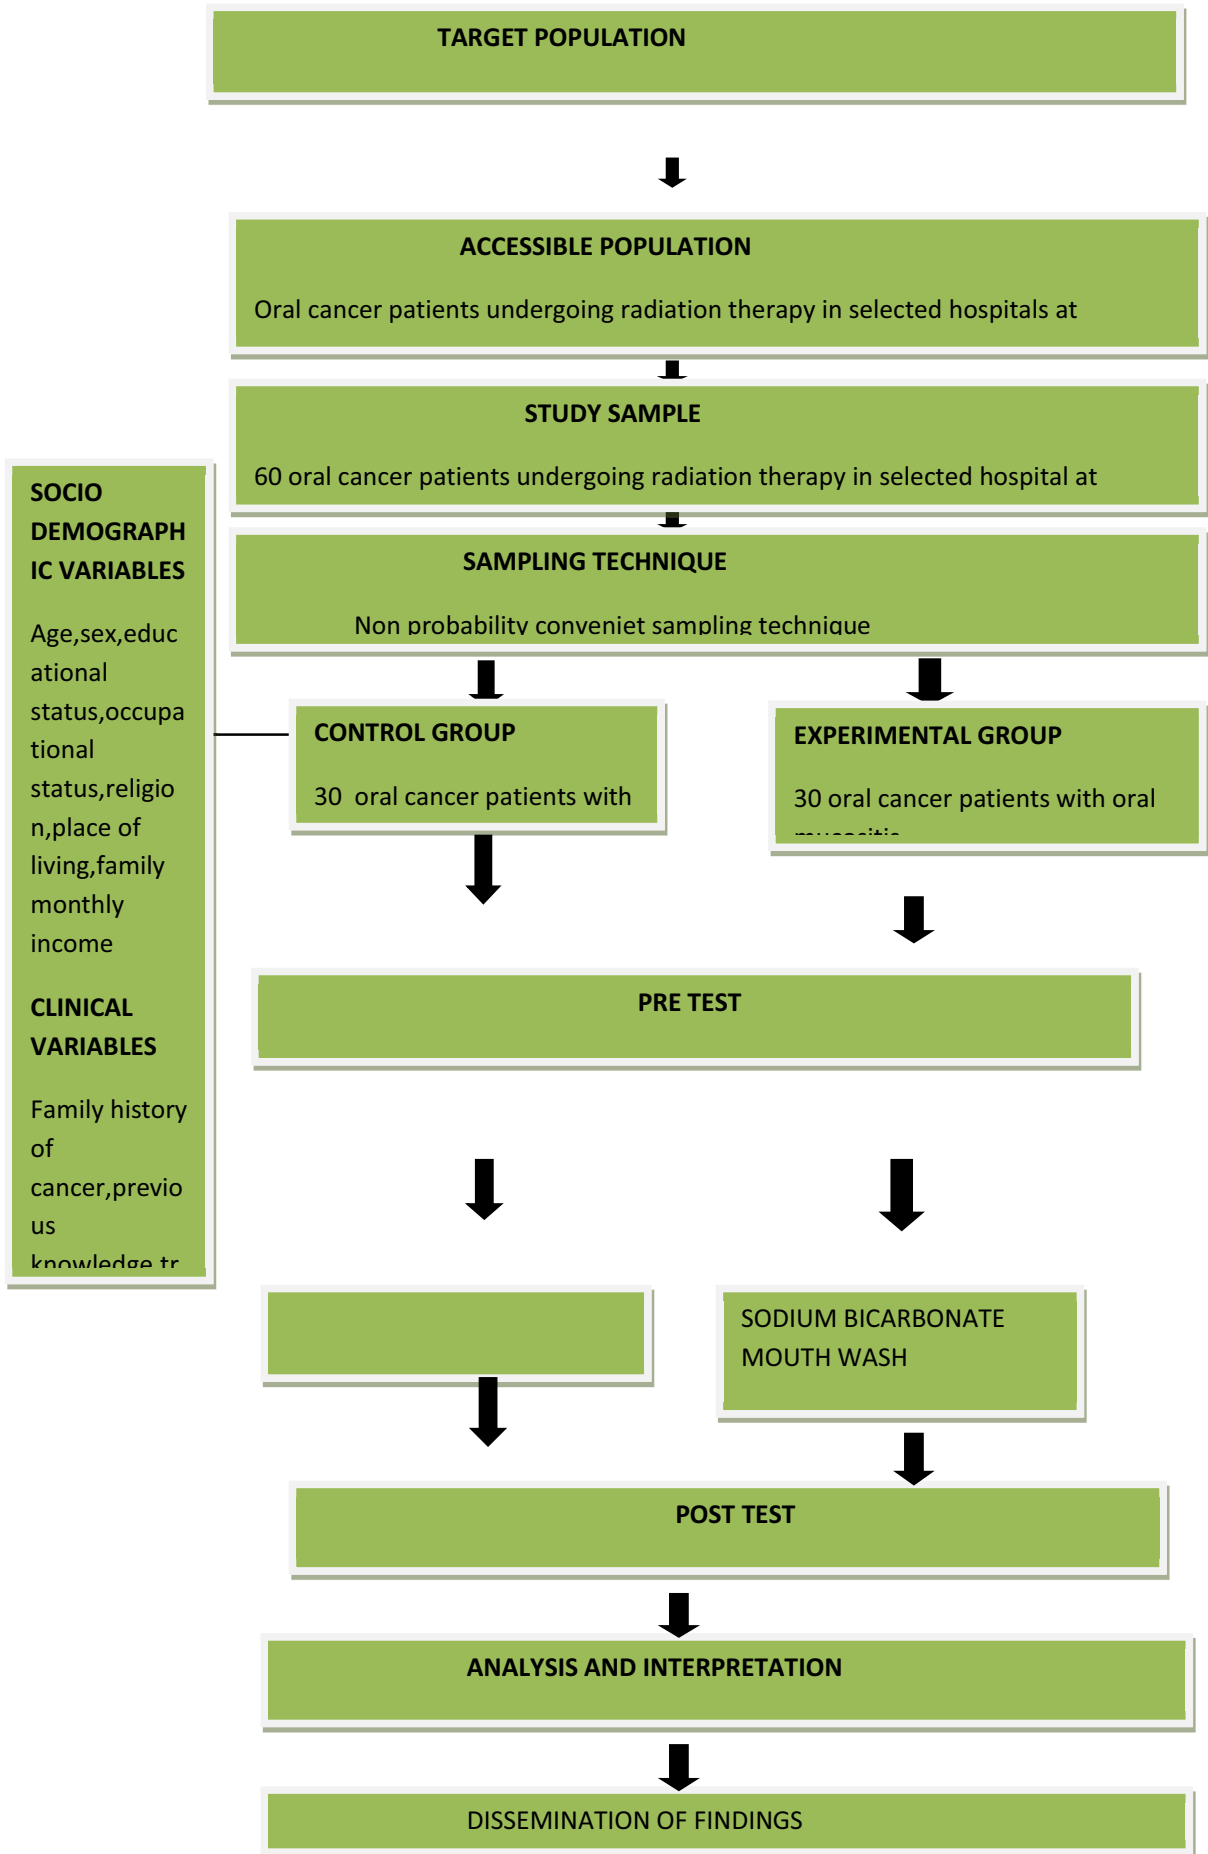 TARGET POPULATION
ACCESSIBLE POPULATION
Oral cancer patients undergoing radiation therapy in selected hospitals at
STUDY SAMPLE
60 oral cancer patients undergoing radiation therapy in selected hospital at
SAMPLING TECHNIQUE
Non probability conveniet sampling technique
SOCIO
DEMOGRAPH
IC VARIABLES
Age,sex,educ
ational
status,occupa
tional
status,religio
n,place of
living,family
monthly
income
CLINICAL
VARIABLES
Family history
of
cancer,previo
us
knowledge,tr
CONTROL GROUP
30 oral cancer patients with
EXPERIMENTAL GROUP
30 oral cancer patients with oral
mucositis
PRE TEST
SODIUM BICARBONATE
MOUTH WASH
POST TEST
ANALYSIS AND INTERPRETATION
DISSEMINATION OF FINDINGS